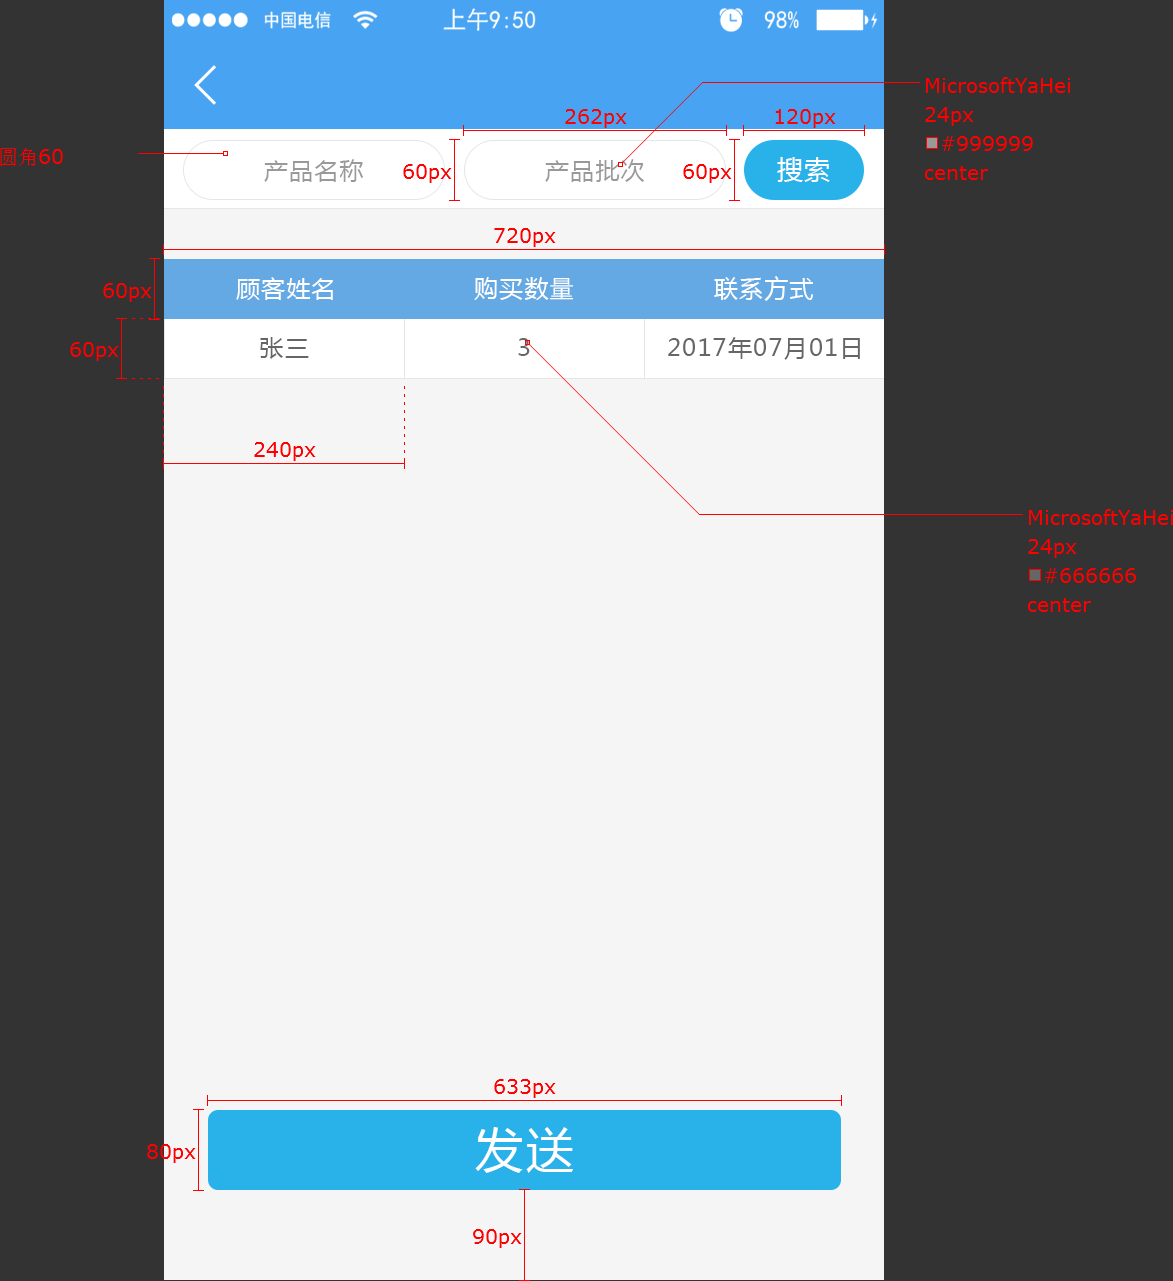 中国电信
上午9:50
98%
MicrosoftYaHei
24px
#999999
center
262px
120px
圆角60
产品名称
60px
产品批次
60px
搜索
720px
60px
顾客姓名
购买数量
联系方式
60px
张三
3
2017年07月01日
240px
MicrosoftYaHei
24px
#666666
center
633px
80px
发送
90px